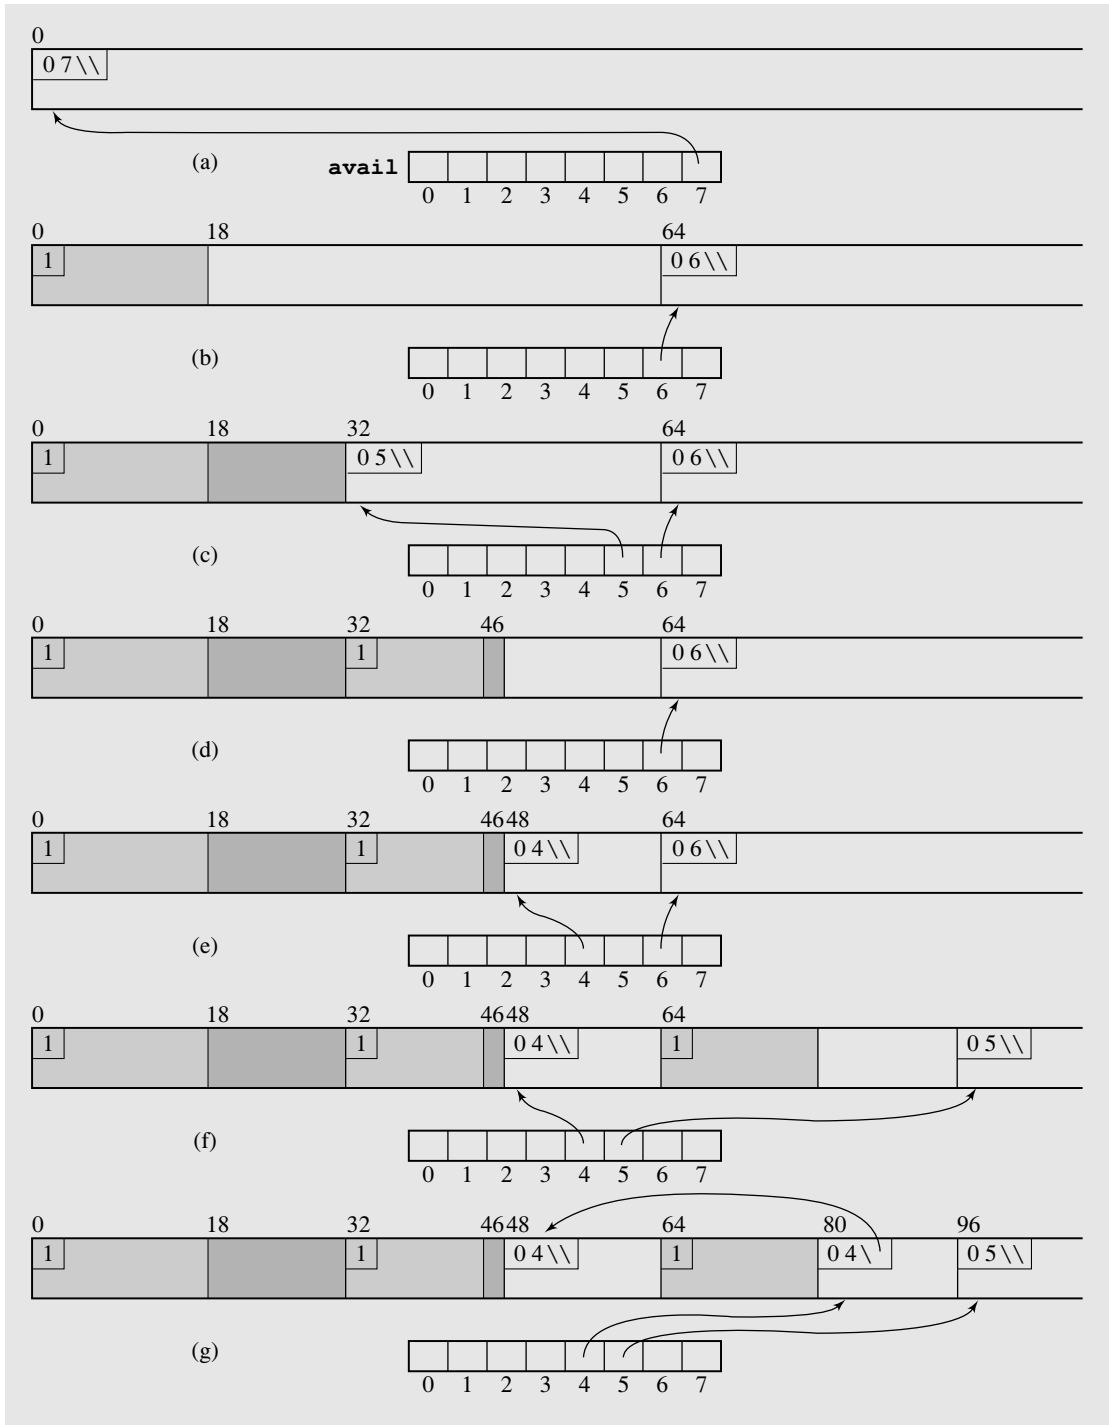 0
0 7\\
(a) avail
0 1 2 3 4 5 6 7
0 18 64
1 0 6\\
(b)
0 1 2 3 4 5 6 7
0 18 32 64
1 0 5\\ 0 6\\
(c)
0 1 2 3 4 5 6 7
0 18 32 46 64
1 1 0 6\\
(d)
0 1 2 3 4 5 6 7
0 18 32 46 48 64
1 1 0 4\\ 0 6\\
(e)
0 1 2 3 4 5 6 7
0 18 32 46 48 64
1 1 0 4\\ 1 0 5\\
(f)
0 1 2 3 4 5 6 7
0 18 32 46 48 64 80 96
1 1 0 4\\ 1 0 4\ 0 5\\
(g)
0 1 2 3 4 5 6 7